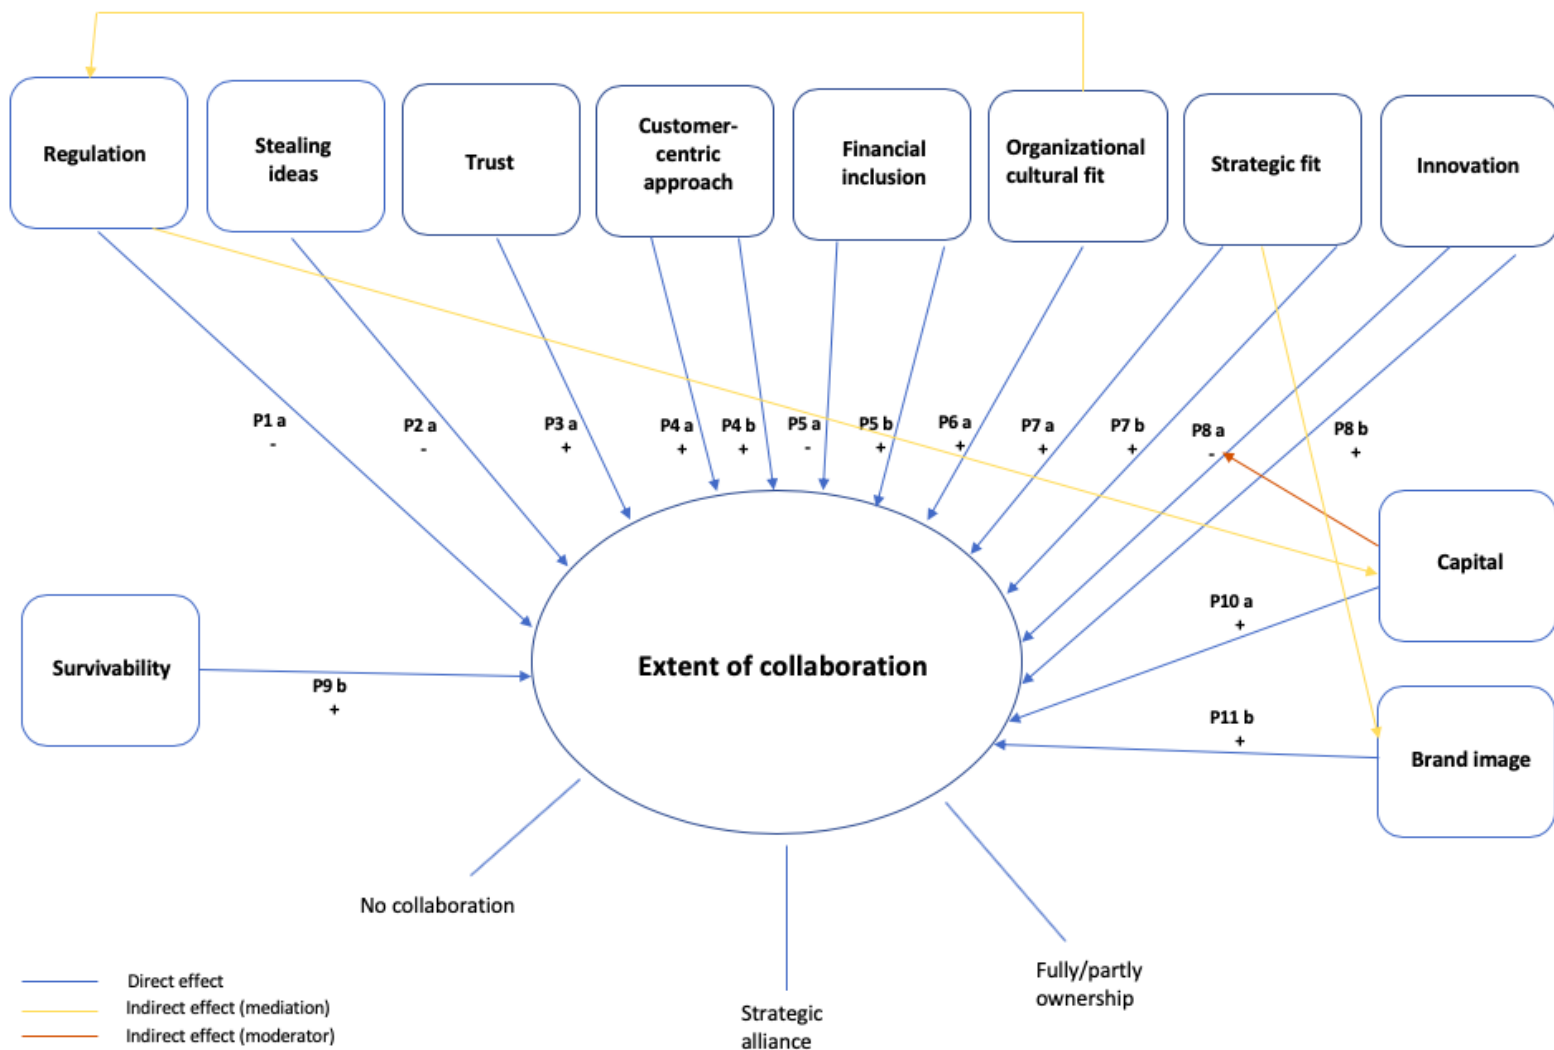 Regulation
Stealing
ideas
Trust
Customer-
centric
approach
Financial
inclusion
Organizational
cultural fit
Strategic fit
Innovation
P1 a
-
P2 a
-
P3 a
+
P4 a
+
P4 b
+
P5 a
-
P5 b
+
P6 a
+
P7 a
+
P7 b
+
P8 a
-
P8 b
+
Capital
P10 a
+
Survivability
P9 b
+
Extent of collaboration
P11 b
+
Brand image
No collaboration
Strategic
alliance
Fully/partly
ownership
Direct effect
Indirect effect (mediation)
Indirect effect (moderator)